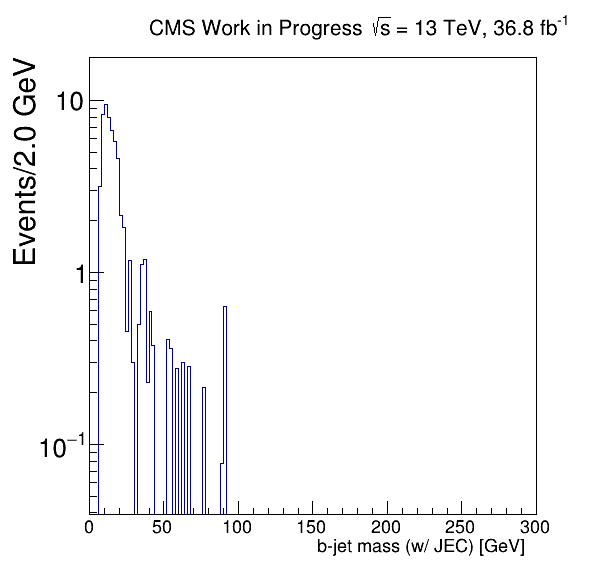 CMS Work in Progress √s = 13 TeV, 36.8 fb⁻¹
Events/2.0 GeV
10
1
10⁻¹
0 50 100 150 200 250 300
b-jet mass (w/ JEC) [GeV]